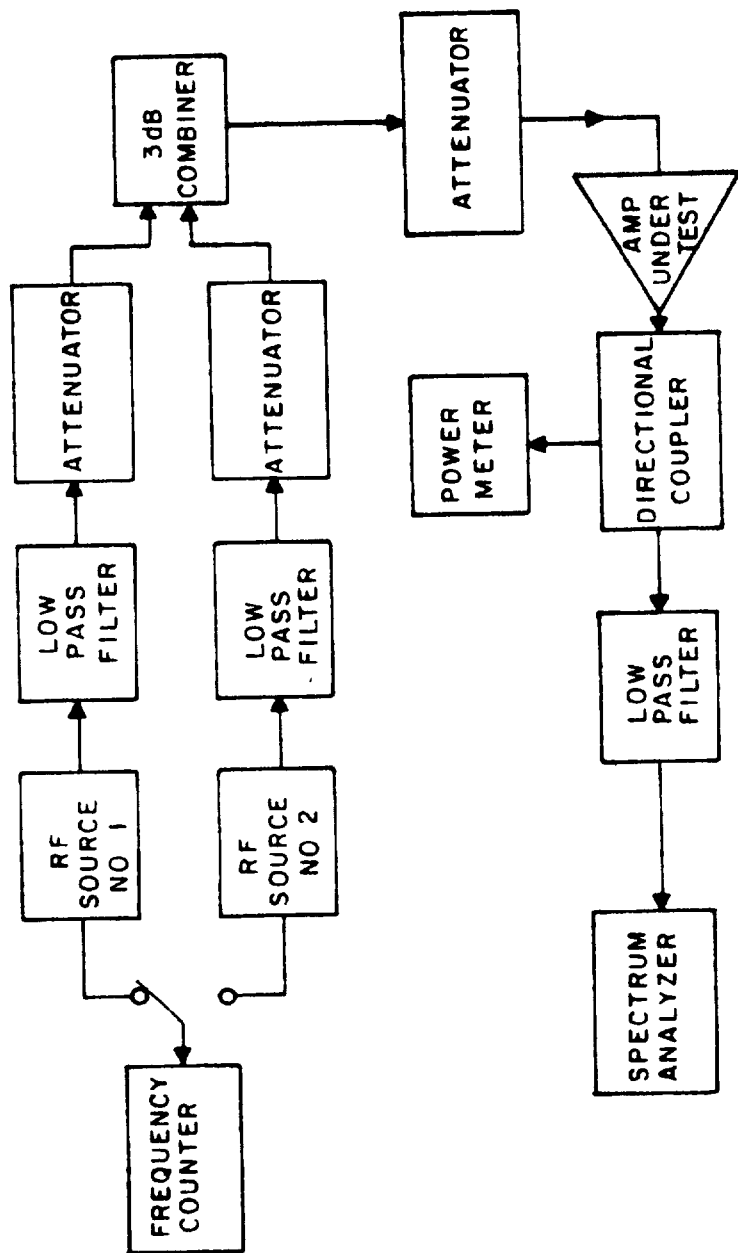 FREQUENCY
COUNTER
RF
SOURCE
NO 1
LOW
PASS
FILTER
ATTENUATOR
3dB
COMBINER
RF
SOURCE
NO 2
LOW
PASS
FILTER
ATTENUATOR
ATTENUATOR
POWER
METER
AMP
UNDER
TEST
SPECTRUM
ANALYZER
LOW
PASS
FILTER
DIRECTIONAL
COUPLER